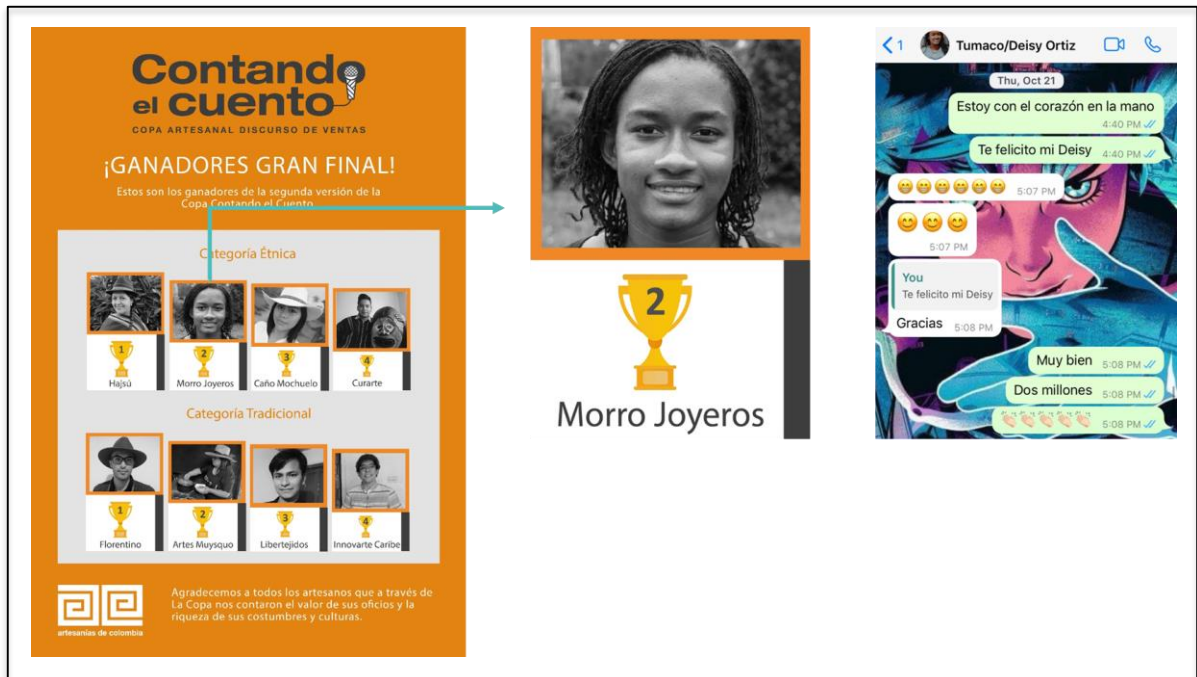 Contando
el cuento
COPA ARTESANAL DISCURSO DE VENTAS
¡GANADORES GRAN FINAL!
Estos son los ganadores de la segunda versión de la
Copa Contando el Cuento
Categoría Étnica
1
2
3
4
Hajsú
Morro Joyeros
Caño Mochuelo
Curarte
Categoría Tradicional
1
2
3
4
Florentino
Artes Muysquo
Libertejidos
Innovarte Caribe
artesanías de colombia
Agradecemos a todos los artesanos que a través de
La Copa nos contaron el valor de sus oficios y la
riqueza de sus costumbres y culturas.
2
Morro Joyeros
1
Tumaco/Deisy Ortiz
Thu, Oct 21
Estoy con el corazón en la mano
4:40 PM
Te felicito mi Deisy 4:40 PM
😁😁😁😁😁😁 5:07 PM
😊😊😊
5:07 PM
You
Te felicito mi Deisy
Gracias 5:08 PM
Muy bien 5:08 PM
Dos millones 5:08 PM
👏🏻👏🏻👏🏻👏🏻👏🏻 5:08 PM